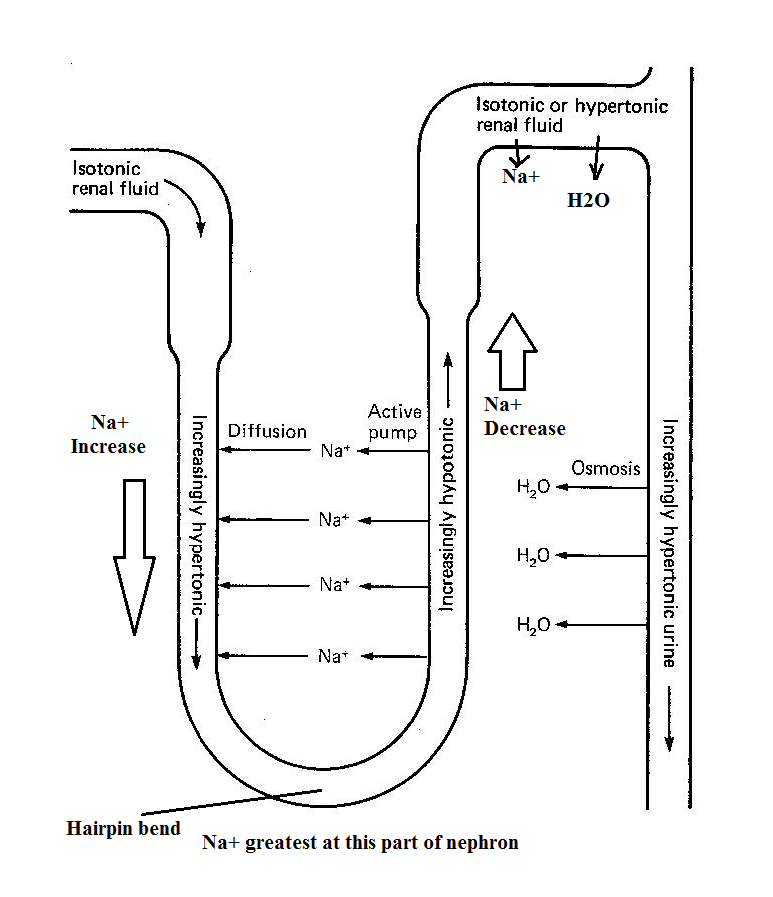 Isotonic or hypertonic
renal fluid
Na+
H2O
Isotonic
renal fluid
Na+
Increase
Increasingly hypertonic
Diffusion
Active
pump
Na+
Na+
Na+
Na+
Increasingly hypotonic
Na+
Decrease
Osmosis
H₂O
H₂O
H₂O
Increasingly hypertonic urine
Hairpin bend
Na+ greatest at this part of nephron